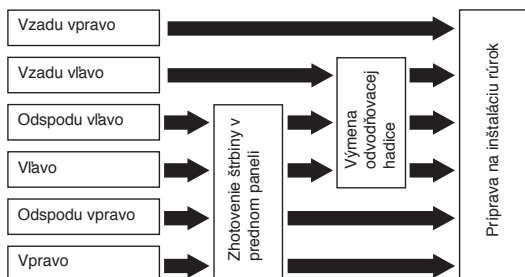 Vzadu vpravo
Vzadu vľavo
Odspodu vľavo
Vľavo
Odspodu vpravo
Vpravo
Zhotovenie štrbiny v
prednom paneli
Výmena
odvodňovacej
hadice
Príprava na inštaláciu rúrok